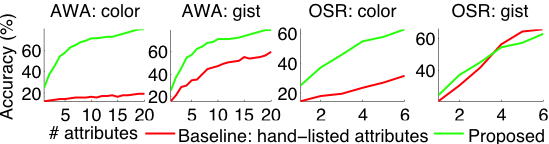 AWA: color AWA: gist OSR: color OSR: gist
Accuracy (%)
60 40 20
60 40 20
80 60 40 20
60 40
5 10 15 20 5 10 15 20 2 4 6 2 4 6
# attributes Baseline: hand-listed attributes Proposed